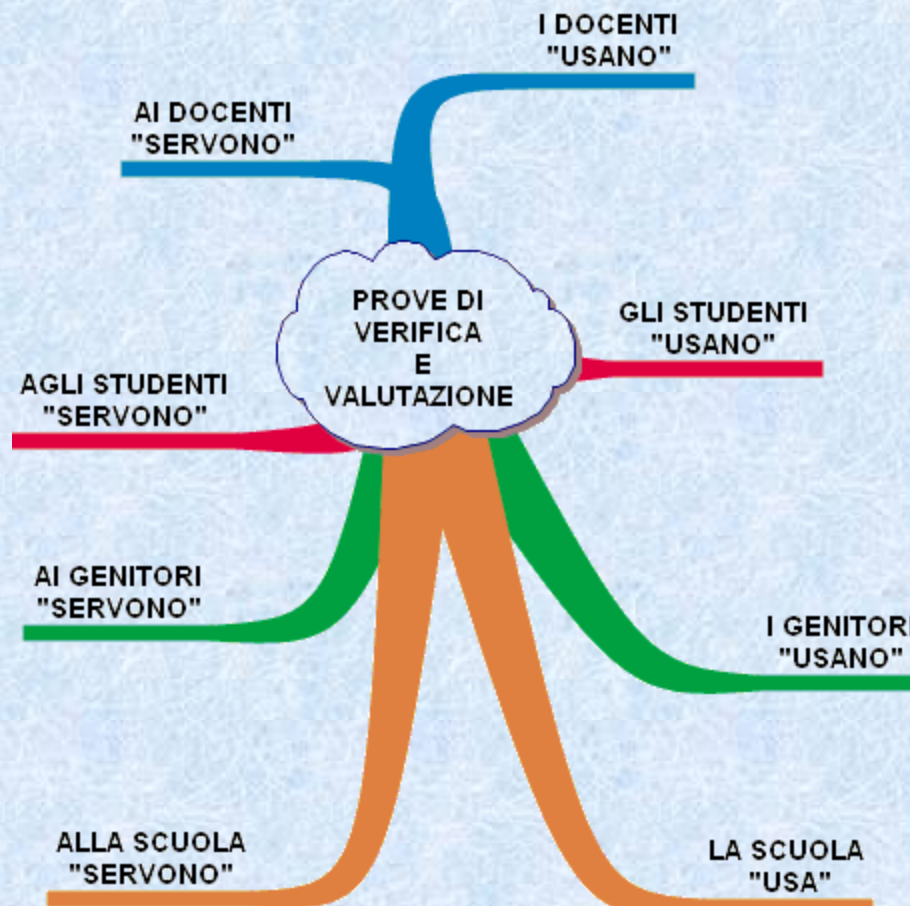 I DOCENTI
"USANO"
AI DOCENTI
"SERVONO"
PROVE DI
VERIFICA
E
VALUTAZIONE
GLI STUDENTI
"USANO"
AGLI STUDENTI
"SERVONO"
AI GENITORI
"SERVONO"
I GENITORI
"USANO"
ALLA SCUOLA
"SERVONO"
LA SCUOLA
"USA"